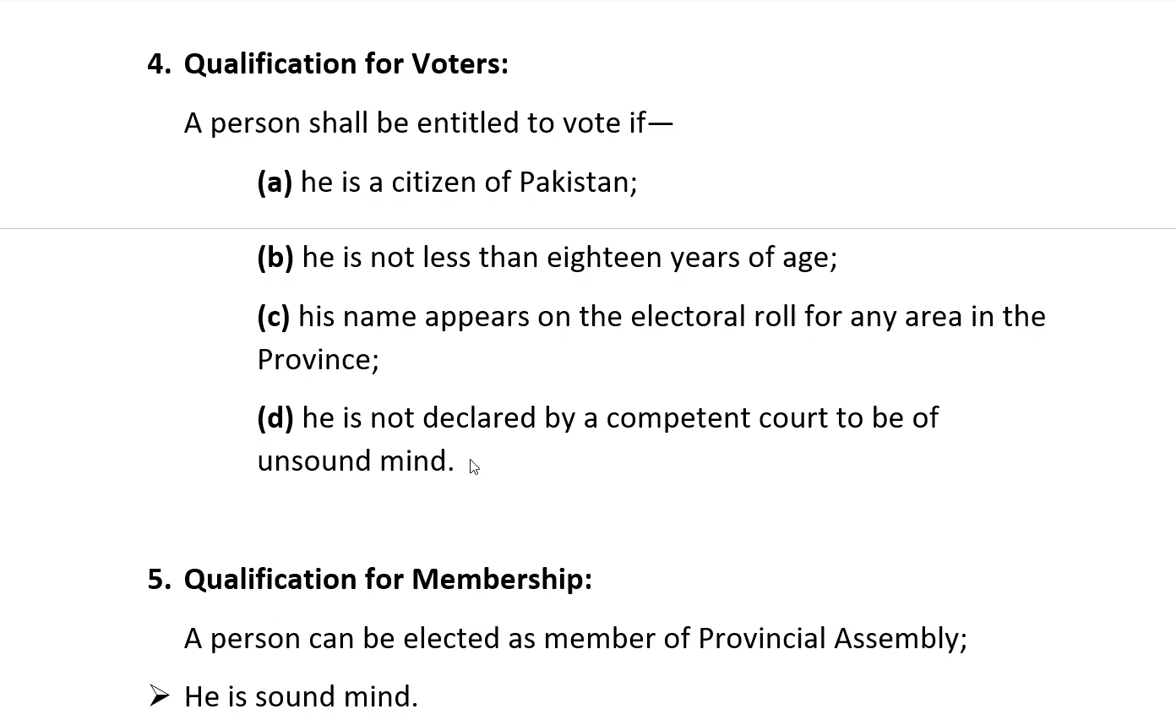 4. Qualification for Voters:
A person shall be entitled to vote if—
(a) he is a citizen of Pakistan;
(b) he is not less than eighteen years of age;
(c) his name appears on the electoral roll for any area in the
Province;
(d) he is not declared by a competent court to be of
unsound mind.
5. Qualification for Membership:
A person can be elected as member of Provincial Assembly;
➢ He is sound mind.